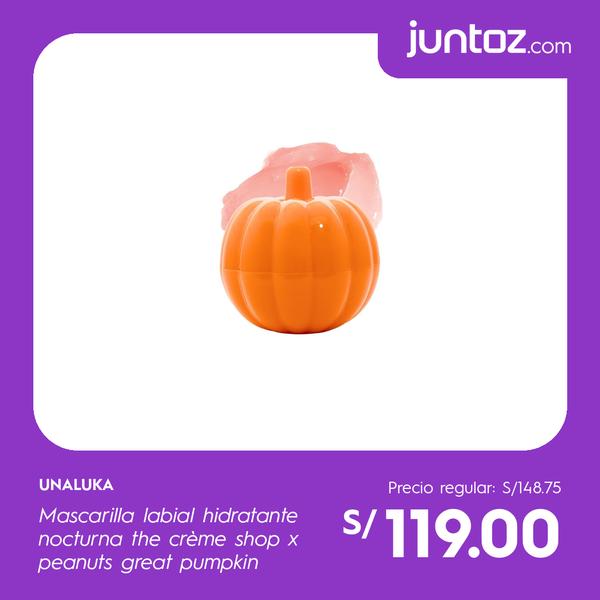 juntoz.com
UNALUKA
Mascarilla labial hidratante
nocturna the crème shop x
peanuts great pumpkin
Precio regular: S/148.75
S/119.00